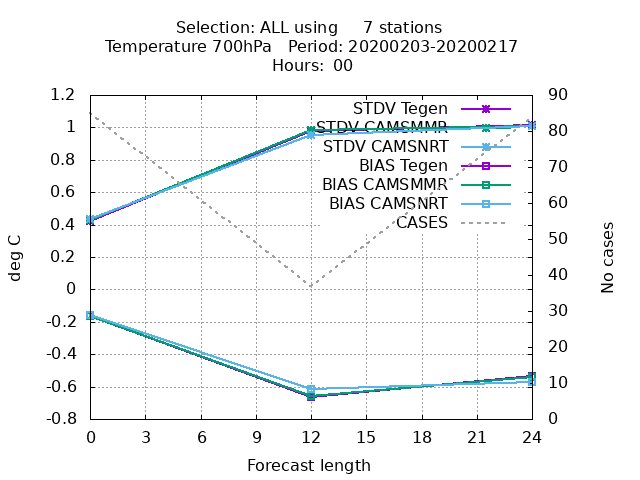 Selection: ALL using     7 stations
Temperature 700hPa   Period: 20200203-20200217
Hours:  00
1.2
1
0.8
0.6
0.4
0.2
0
-0.2
-0.4
-0.6
-0.8
deg C
STDV Tegen
STDV CAMSMMR
STDV CAMSNRT
BIAS Tegen
BIAS CAMSMMR
BIAS CAMSNRT
CASES
90
80
70
60
50
40
30
20
10
0
No cases
0 3 6 9 12 15 18 21 24
Forecast length